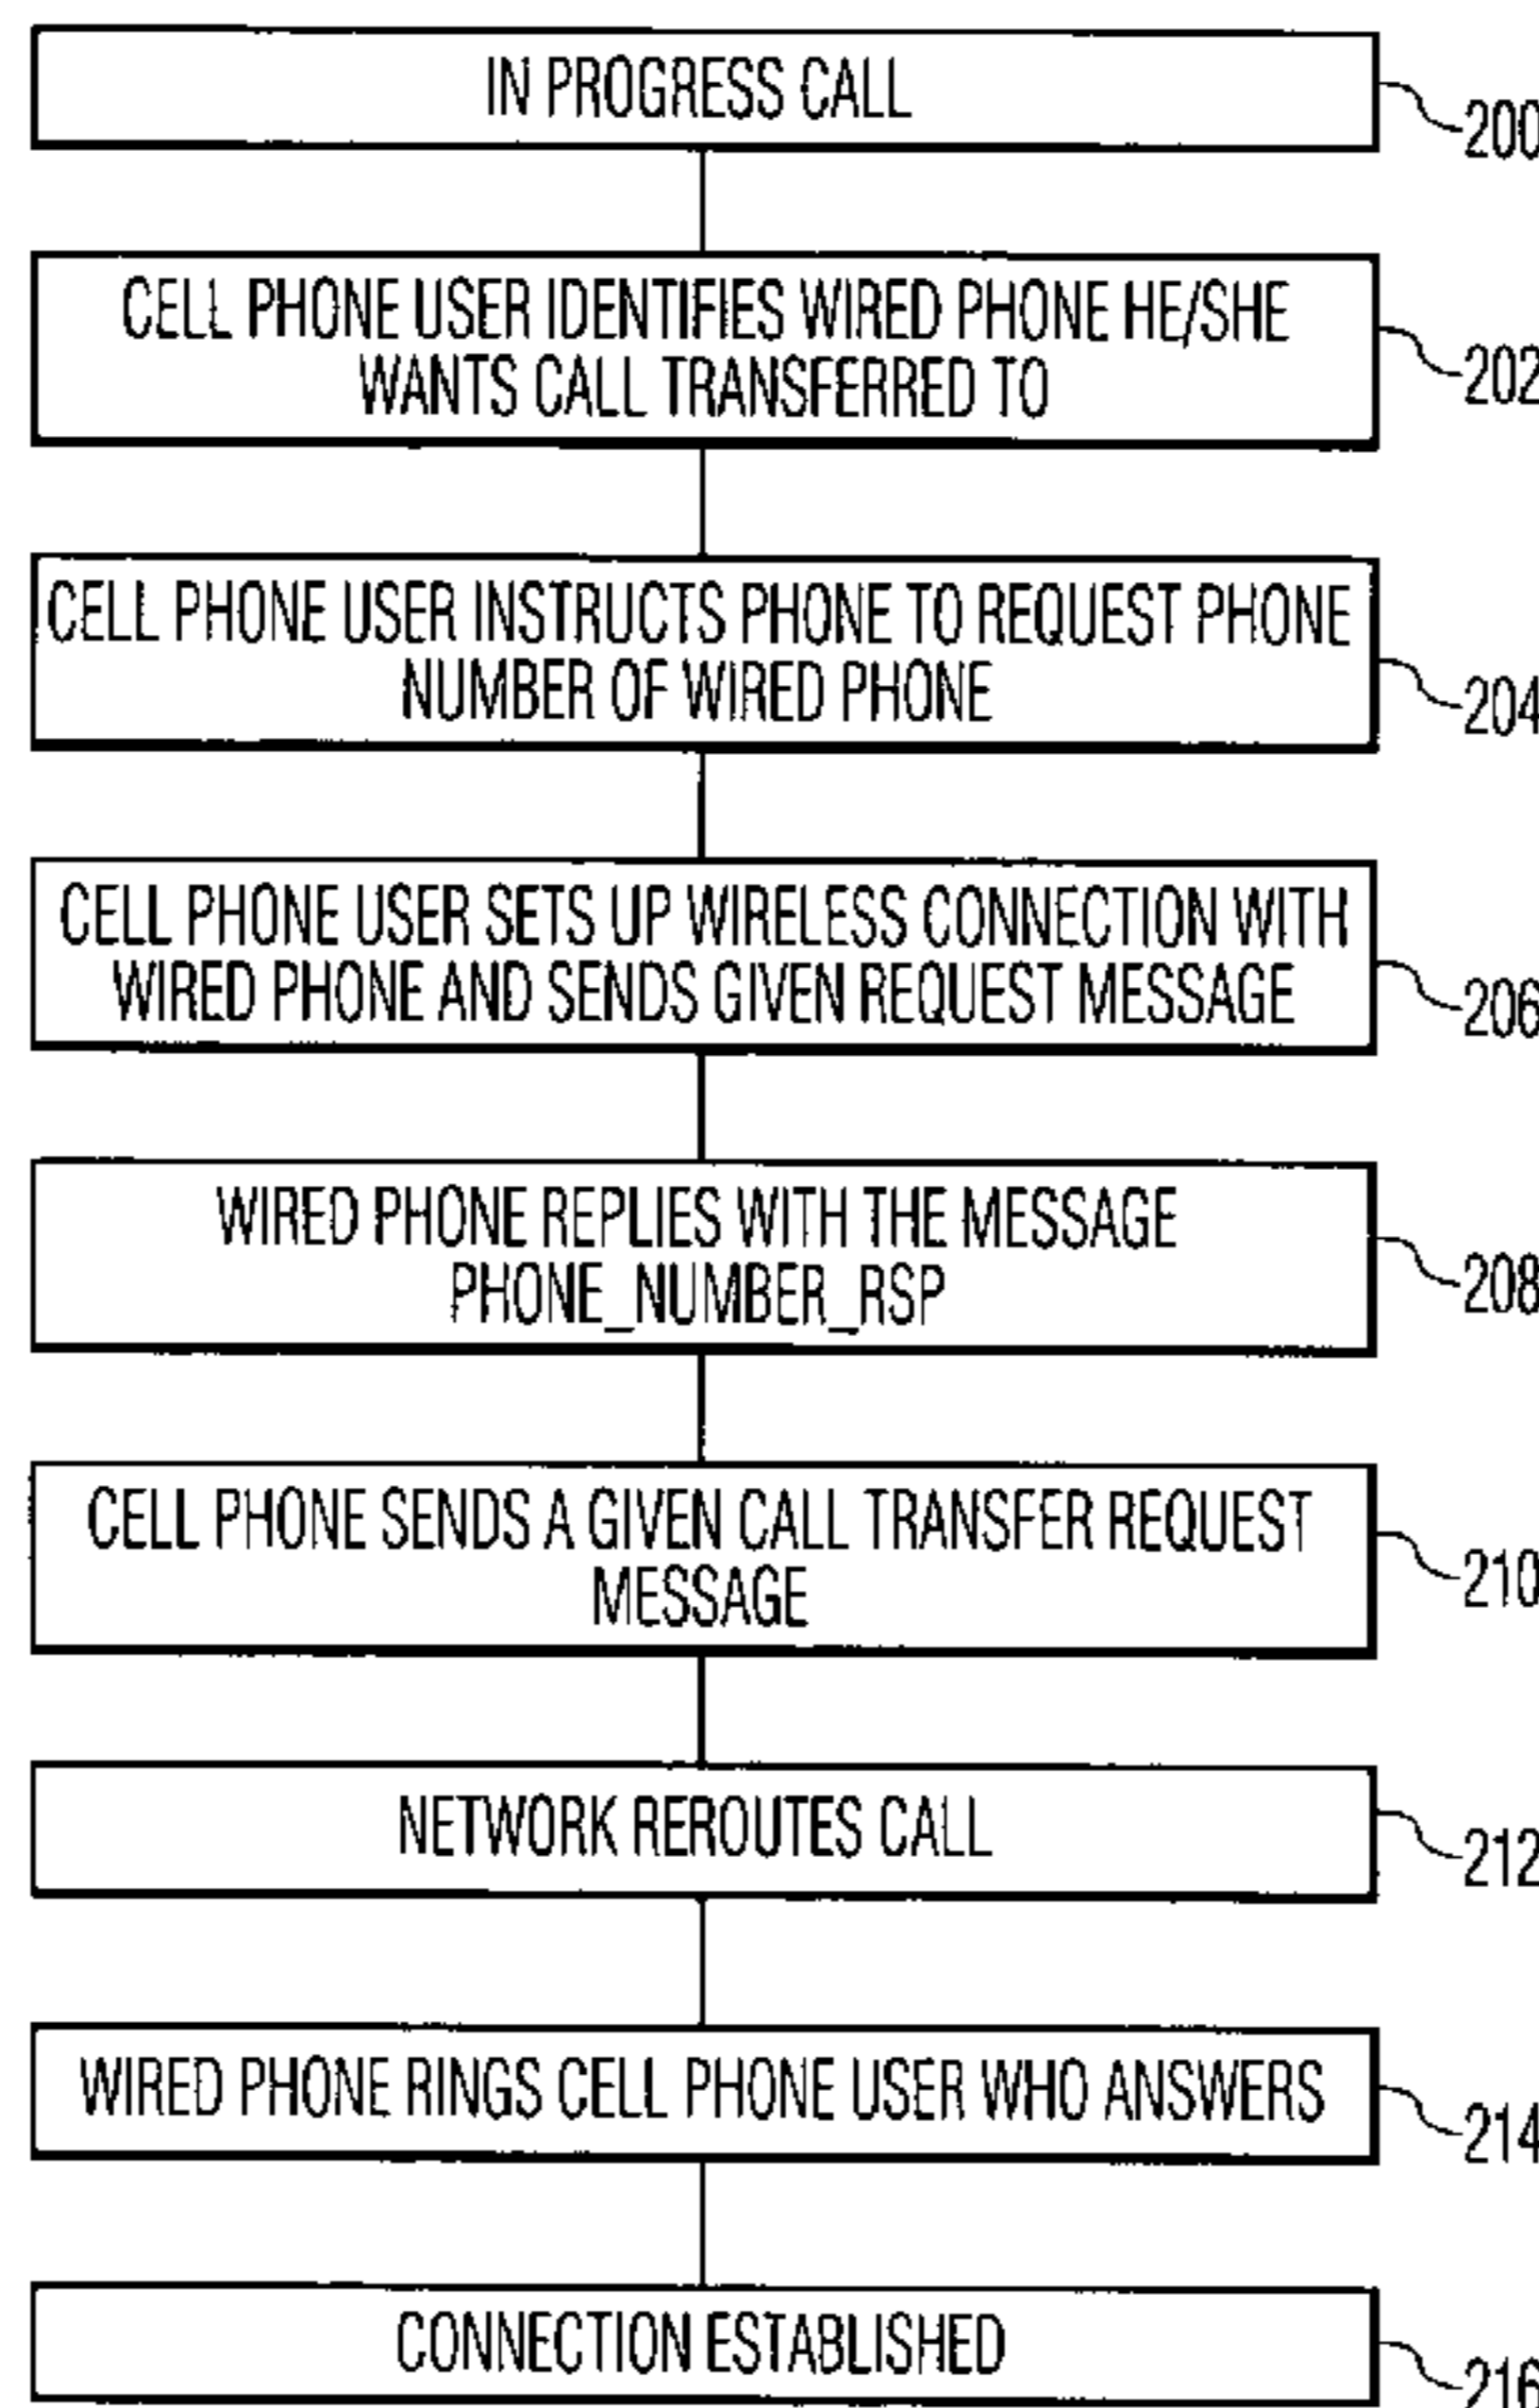 IN PROGRESS CALL
200
CELL PHONE USER IDENTIFIES WIRED PHONE HE/SHE
WANTS CALL TRANSFERRED TO
202
CELL PHONE USER INSTRUCTS PHONE TO REQUEST PHONE
NUMBER OF WIRED PHONE
204
CELL PHONE USER SETS UP WIRELESS CONNECTION WITH
WIRED PHONE AND SENDS GIVEN REQUEST MESSAGE
206
WIRED PHONE REPLIES WITH THE MESSAGE
PHONE_NUMBER_RSP
208
CELL PHONE SENDS A GIVEN CALL TRANSFER REQUEST
MESSAGE
210
NETWORK REROUTES CALL
212
WIRED PHONE RINGS CELL PHONE USER WHO ANSWERS
214
CONNECTION ESTABLISHED
216